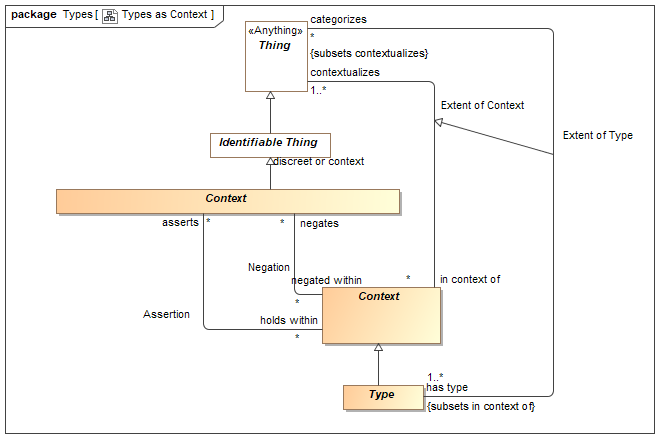 package Types [ Types as Context ]
categorizes
«Anything»
Thing
*
{subsets contextualizes}
contextualizes
1..*
Extent of Context
Extent of Type
Identifiable Thing
discreet or context
Context
asserts
*
*
negates
Negation
negated within
*
in context of
*
Context
Assertion
holds within
*
1..*
has type
Type
{subsets in context of}